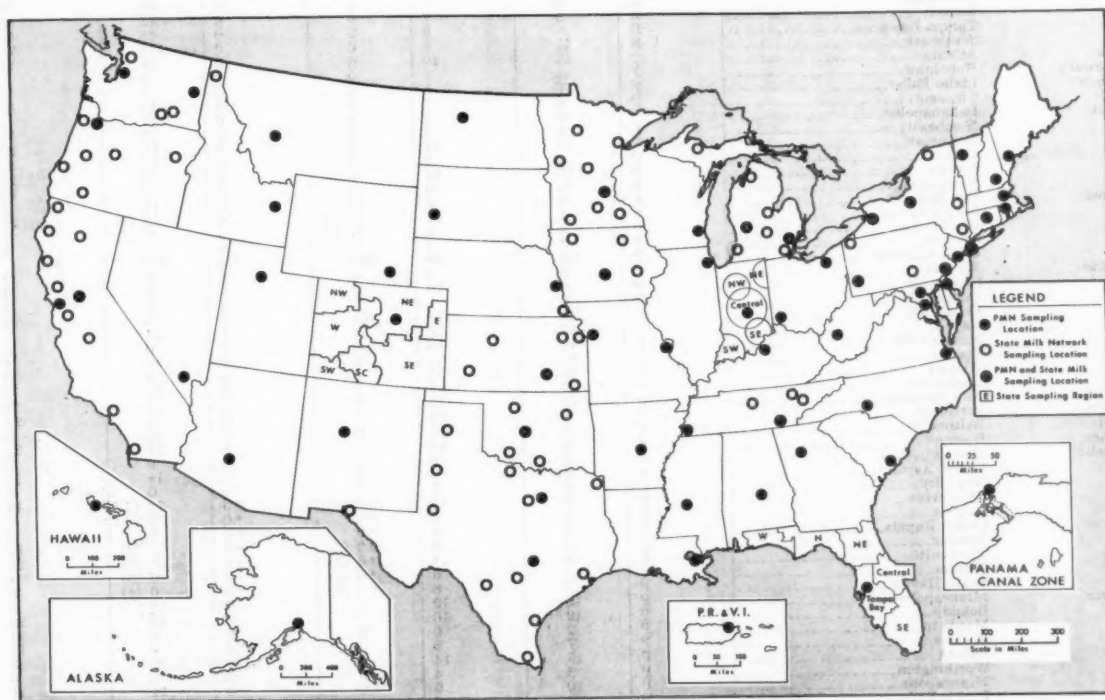 NW
NE
W
E
SW
SC
SE
NW
NE
Central
SE
SW
LEGEND
PMN Sampling
Location
State Milk Network
Sampling Location
PMN and State Milk
Sampling Location
E State Sampling Region
HAWAII
0 100 200
Miles
ALASKA
0 200 400
Miles
P.R. & V.I.
0 50 100
Miles
W
N
NE
Central
Tampa
Bay
SE
0 25 50
Miles
PANAMA
CANAL ZONE
0 100 200 300
Scale in Miles